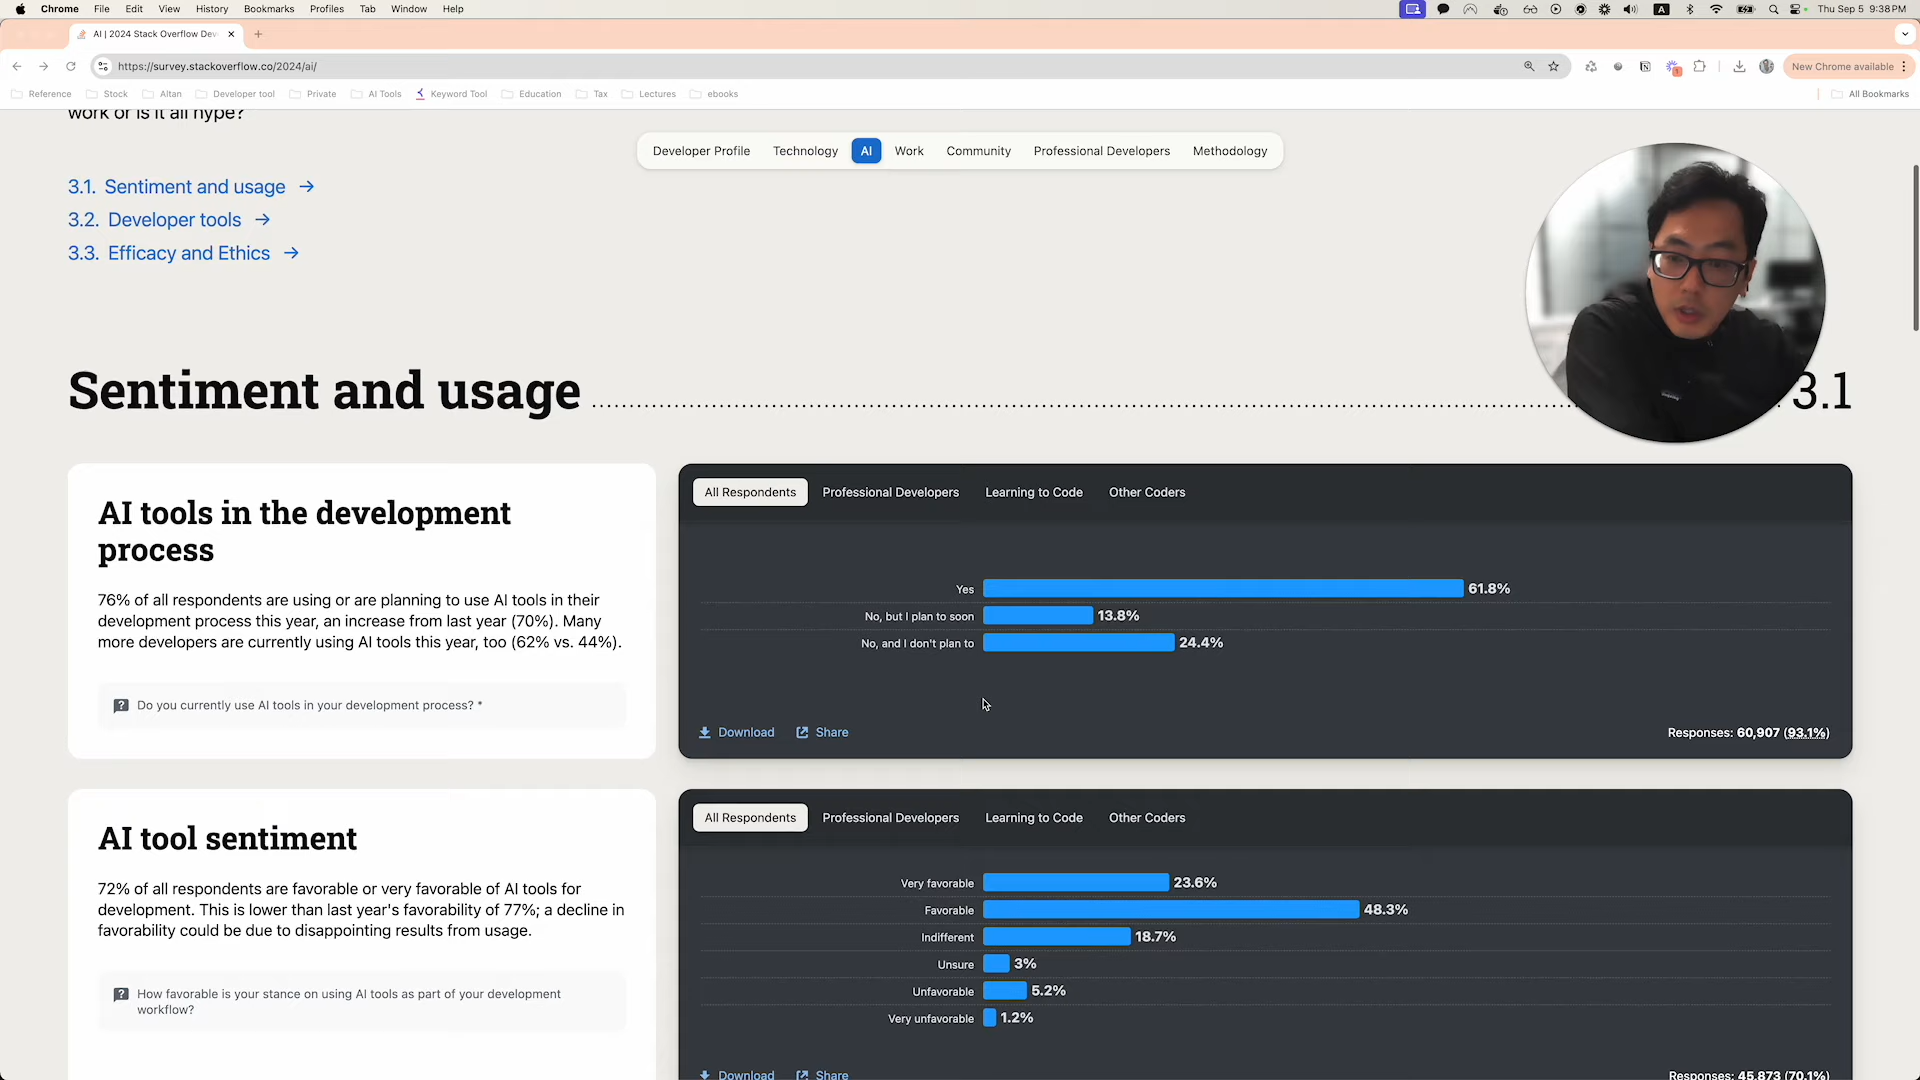 Chrome File Edit View History Bookmarks Profiles Tab Window Help
A Thu Sep 5 9:38 PM
AI | 2024 Stack Overflow Dev
https://survey.stackoverflow.co/2024/ai/
New Chrome available
Reference Stock Altan Developer tool Private AI Tools Keyword Tool Education Tax Lectures ebooks
All Bookmarks
work or is it all hype?
Developer Profile Technology AI Work Community Professional Developers Methodology
3.1. Sentiment and usage →
3.2. Developer tools →
3.3. Efficacy and Ethics →
Sentiment and usage 3.1
AI tools in the development
process
76% of all respondents are using or are planning to use AI tools in their
development process this year, an increase from last year (70%). Many
more developers are currently using AI tools this year, too (62% vs. 44%).
Do you currently use AI tools in your development process? *
All Respondents Professional Developers Learning to Code Other Coders
Yes 61.8%
No, but I plan to soon 13.8%
No, and I don't plan to 24.4%
Download Share
Responses: 60,907 (93.1%)
AI tool sentiment
72% of all respondents are favorable or very favorable of AI tools for
development. This is lower than last year's favorability of 77%; a decline in
favorability could be due to disappointing results from usage.
How favorable is your stance on using AI tools as part of your development
workflow?
All Respondents Professional Developers Learning to Code Other Coders
Very favorable 23.6%
Favorable 48.3%
Indifferent 18.7%
Unsure 3%
Unfavorable 5.2%
Very unfavorable 1.2%
Download Share
Responses: 45,873 (70.1%)